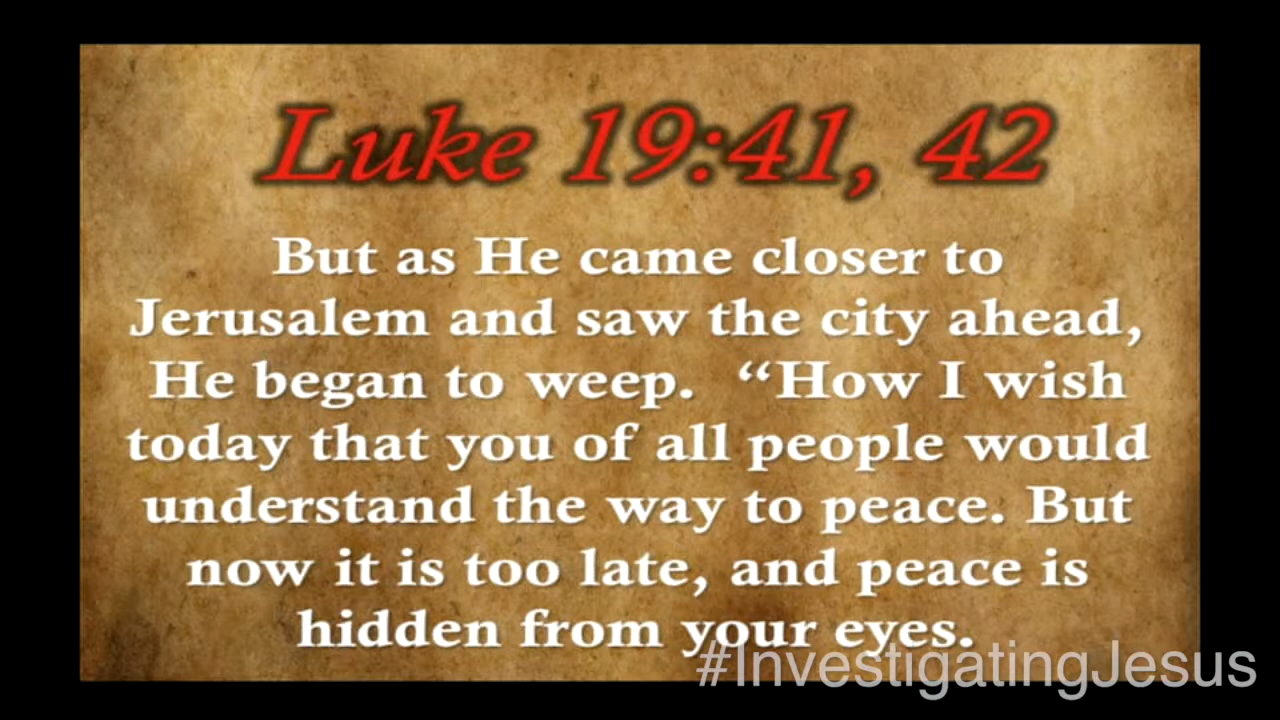 Luke 19:41, 42
But as He came closer to
Jerusalem and saw the city ahead,
He began to weep. “How I wish
today that you of all people would
understand the way to peace. But
now it is too late, and peace is
hidden from your eyes.
#InvestigatingJesus